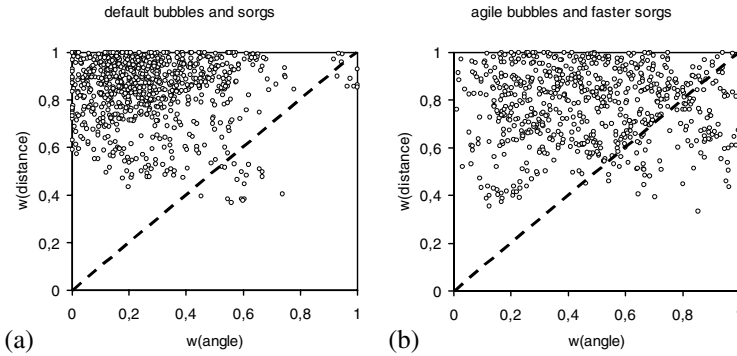 default bubbles and sorgs
1
0,8
0,6
0,4
0,2
0
w(distance)
0 0,2 0,4 0,6 0,8 1
w(angle)
(a)
agile bubbles and faster sorgs
1
0,8
0,6
0,4
0,2
0
w(distance)
0 0,2 0,4 0,6 0,8
w(angle)
(b)